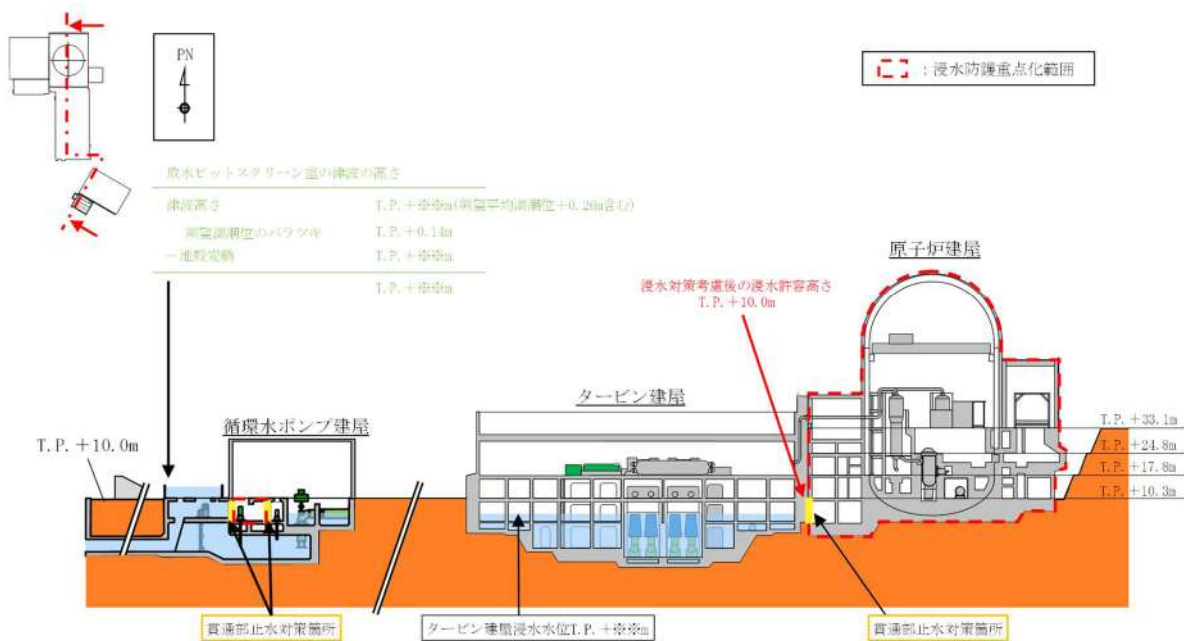 PN
：浸水防護重点化範囲
取水ピットスクリーン室の津波の高さ
津波高さ T.P.+※※m(朔望平均満潮位+0.26m含む)
朔望満潮位のバラツキ T.P.+0.14m
－地殻変動 T.P.+※※m
T.P.+※※m
原子炉建屋
浸水対策考慮後の浸水許容高さ
T.P.+10.0m
タービン建屋
循環水ポンプ建屋
T.P.+10.0m
T.P.+33.1m
T.P.+24.8m
T.P.+17.8m
T.P.+10.3m
貫通部止水対策箇所
タービン建屋浸水水位T.P.+※※m
貫通部止水対策箇所